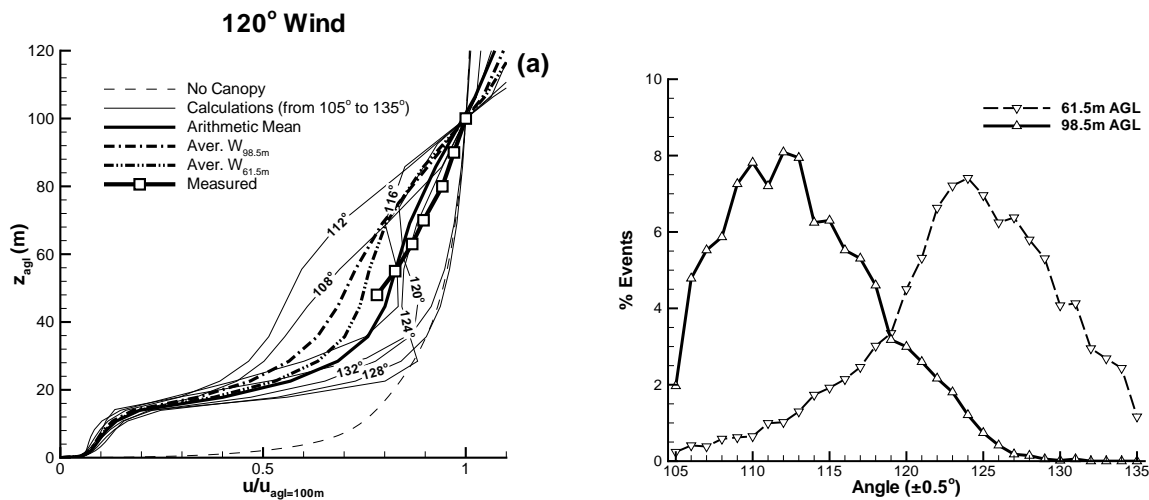 120° Wind
(a)
No Canopy
Calculations (from 105° to 135°)
Arithmetic Mean
Aver. W98.5m
Aver. W61.5m
Measured
112°
116°
108°
120°
124°
132°
128°
zagl (m)
120
100
80
60
40
20
0
0 0.5 1
u/uagl=100m
61.5m AGL
98.5m AGL
% Events
10
8
6
4
2
0
105 110 115 120 125 130 135
Angle (±0.5°)